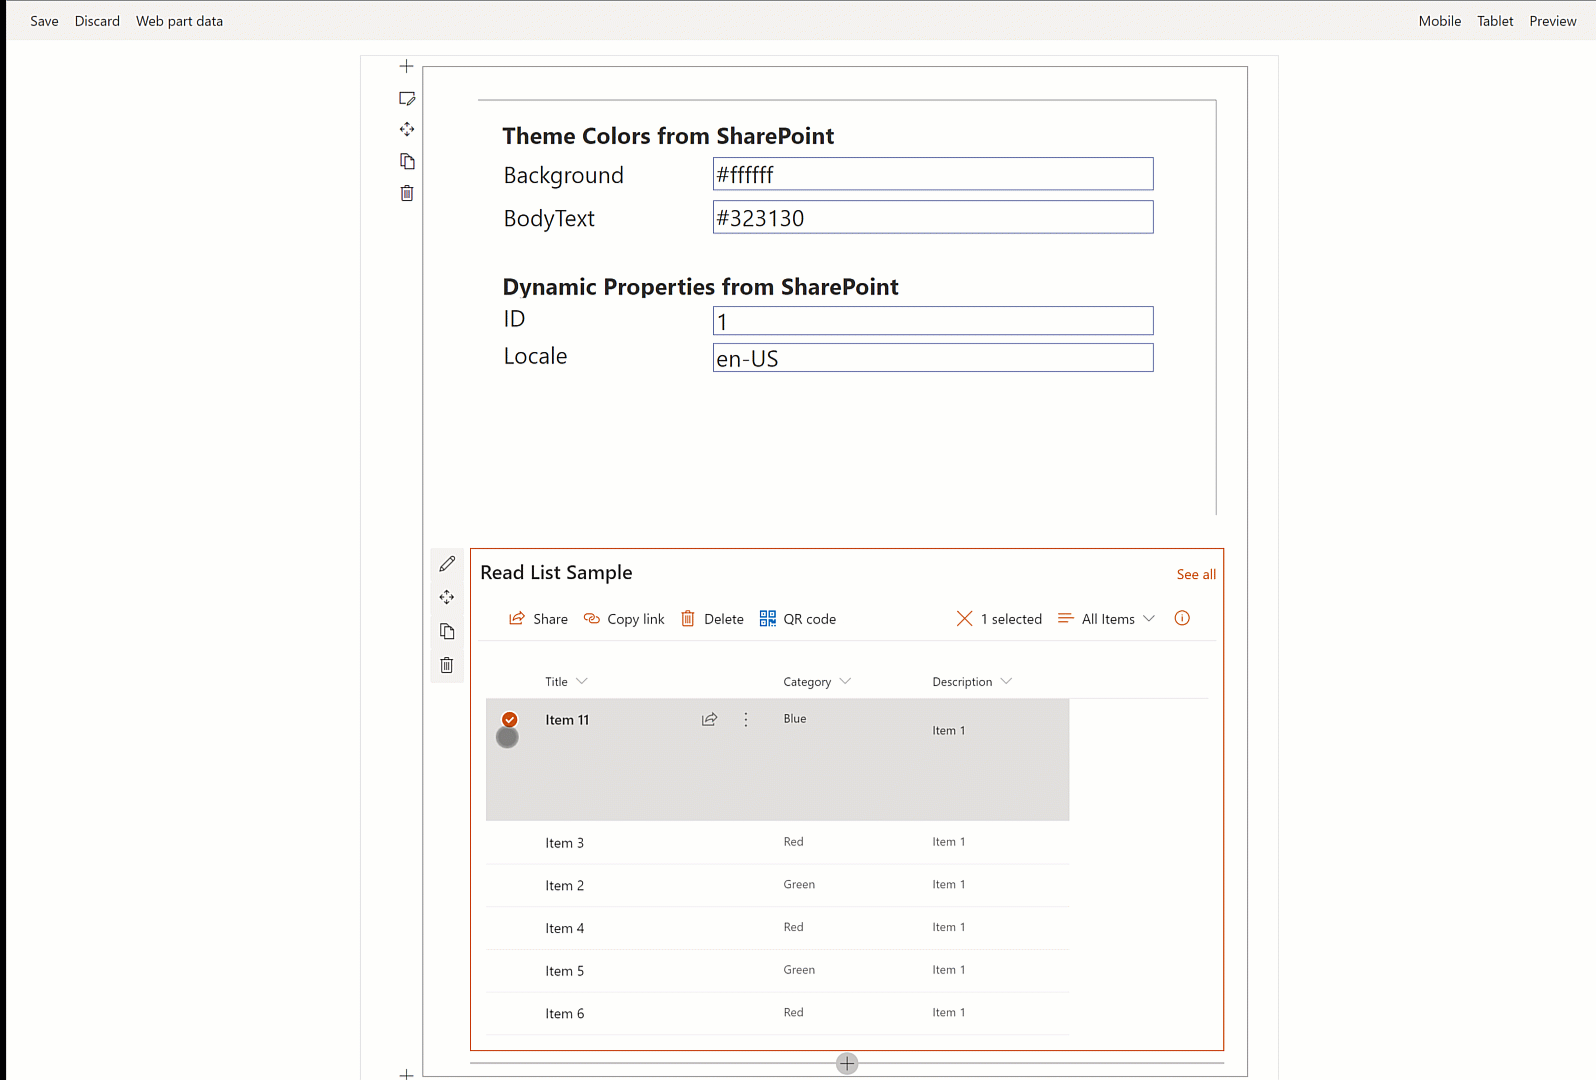 Save Discard Web part data Mobile Tablet Preview
Theme Colors from SharePoint
Background #ffffff
BodyText #323130
Dynamic Properties from SharePoint
ID 1
Locale en-US
Read List Sample See all
Share Copy link Delete QR code 1 selected All Items
Title Category Description
Item 11 Blue Item 1
Item 3 Red Item 1
Item 2 Green Item 1
Item 4 Red Item 1
Item 5 Green Item 1
Item 6 Red Item 1